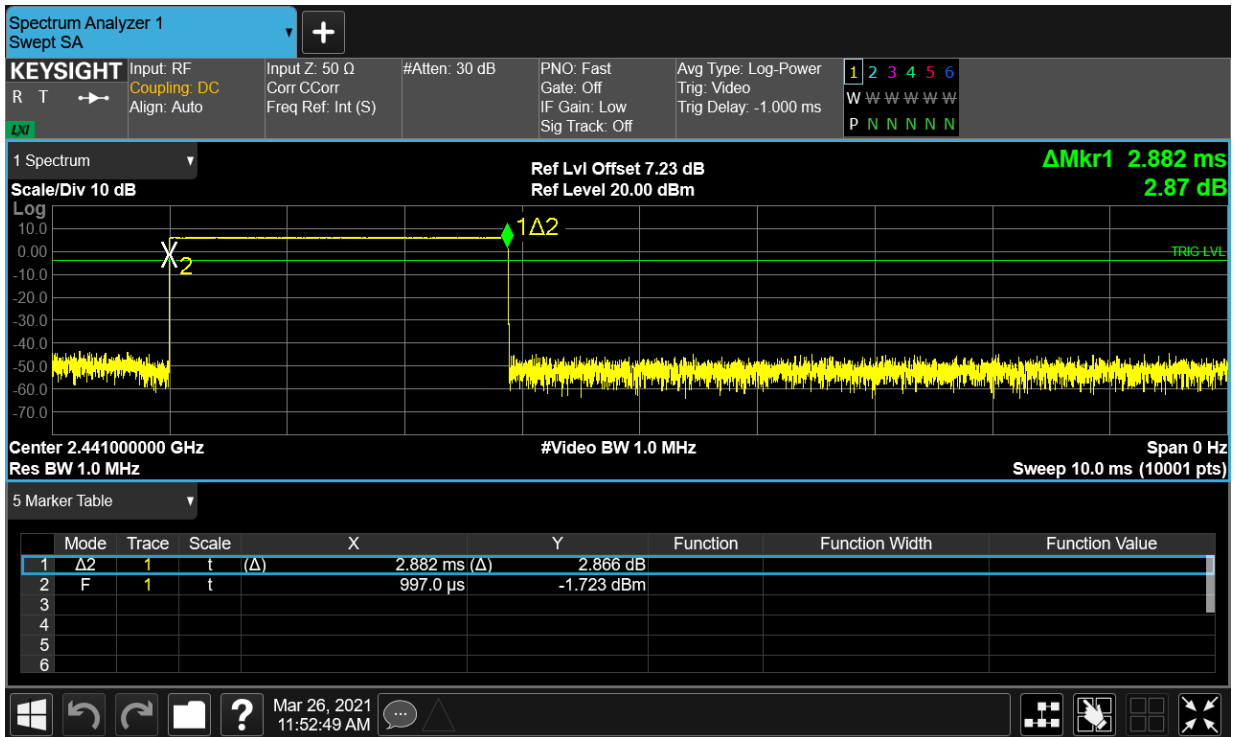 Spectrum Analyzer 1
Swept SA
+
KEYSIGHT Input: RF Input Z: 50 Ω #Atten: 30 dB PNO: Fast Avg Type: Log-Power 1 2 3 4 5 6
R T Coupling: DC Corr CCorr Gate: Off Trig: Video W W W W W W
Align: Auto Freq Ref: Int (S) IF Gain: Low Trig Delay: -1.000 ms
LXI Sig Track: Off P N N N N N
1 Spectrum
Ref Lvl Offset 7.23 dB ΔMkr1 2.882 ms
Scale/Div 10 dB Ref Level 20.00 dBm 2.87 dB
Log
10.0
0.00
-10.0
-20.0
-30.0
-40.0
-50.0
-60.0
-70.0
1Δ2
TRIG LVL
2
Center 2.441000000 GHz #Video BW 1.0 MHz Span 0 Hz
Res BW 1.0 MHz Sweep 10.0 ms (10001 pts)
5 Marker Table
Mode Trace Scale X Y Function Function Width Function Value
1 Δ2 1 t (Δ) 2.882 ms (Δ) 2.866 dB
2 F 1 t 997.0 µs -1.723 dBm
3
4
5
6
? Mar 26, 2021
11:52:49 AM